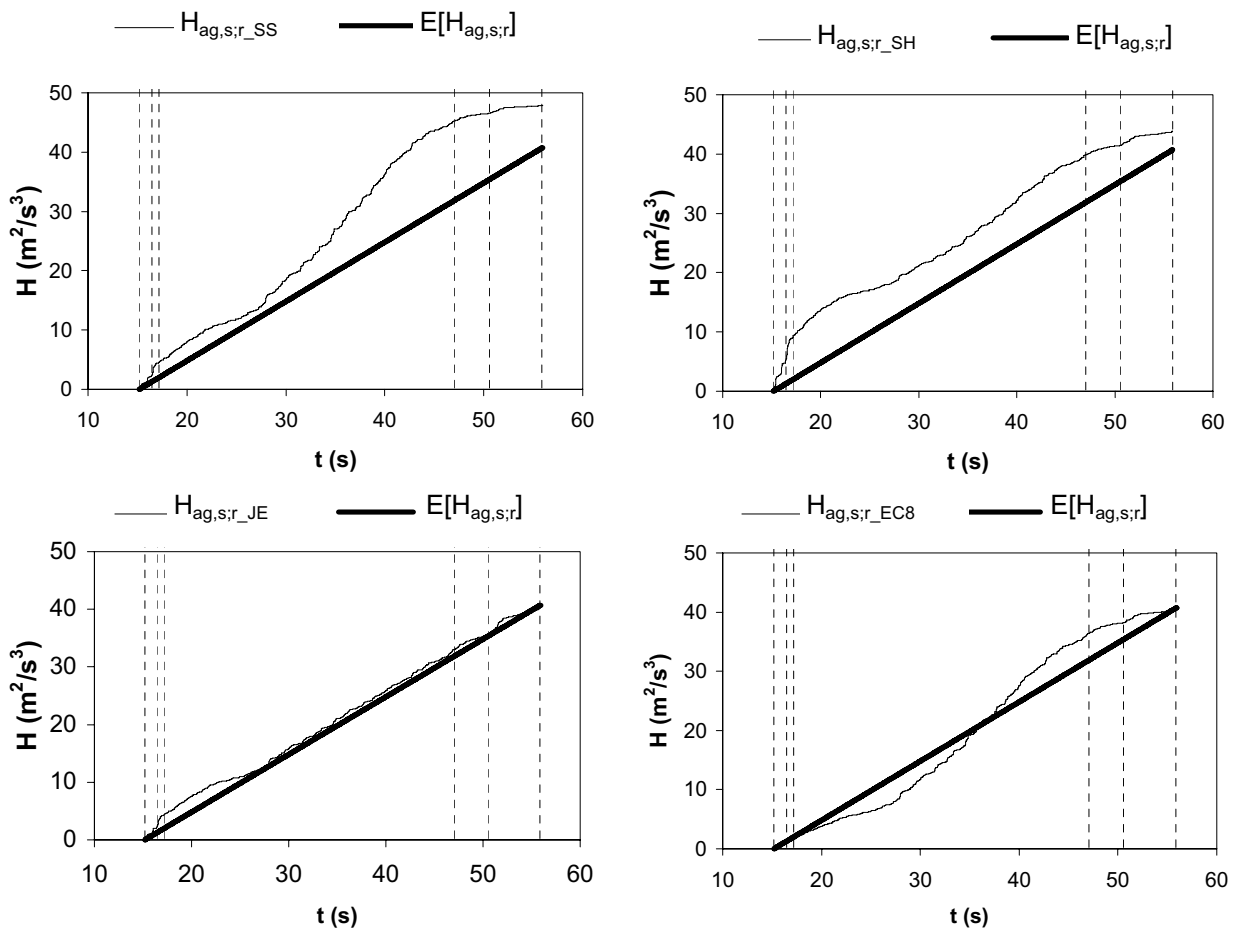 H_ag,s;r_SS E[H_ag,s;r]
H (m²/s³)
50
40
30
20
10
0
10 20 30 40 50 60
t (s)
H_ag,s;r_SH E[H_ag,s;r]
H (m²/s³)
50
40
30
20
10
0
10 20 30 40 50 60
t (s)
H_ag,s;r_JE E[H_ag,s;r]
H (m²/s³)
50
40
30
20
10
0
10 20 30 40 50 60
t (s)
H_ag,s;r_EC8 E[H_ag,s;r]
H (m²/s³)
50
40
30
20
10
0
10 20 30 40 50 60
t (s)